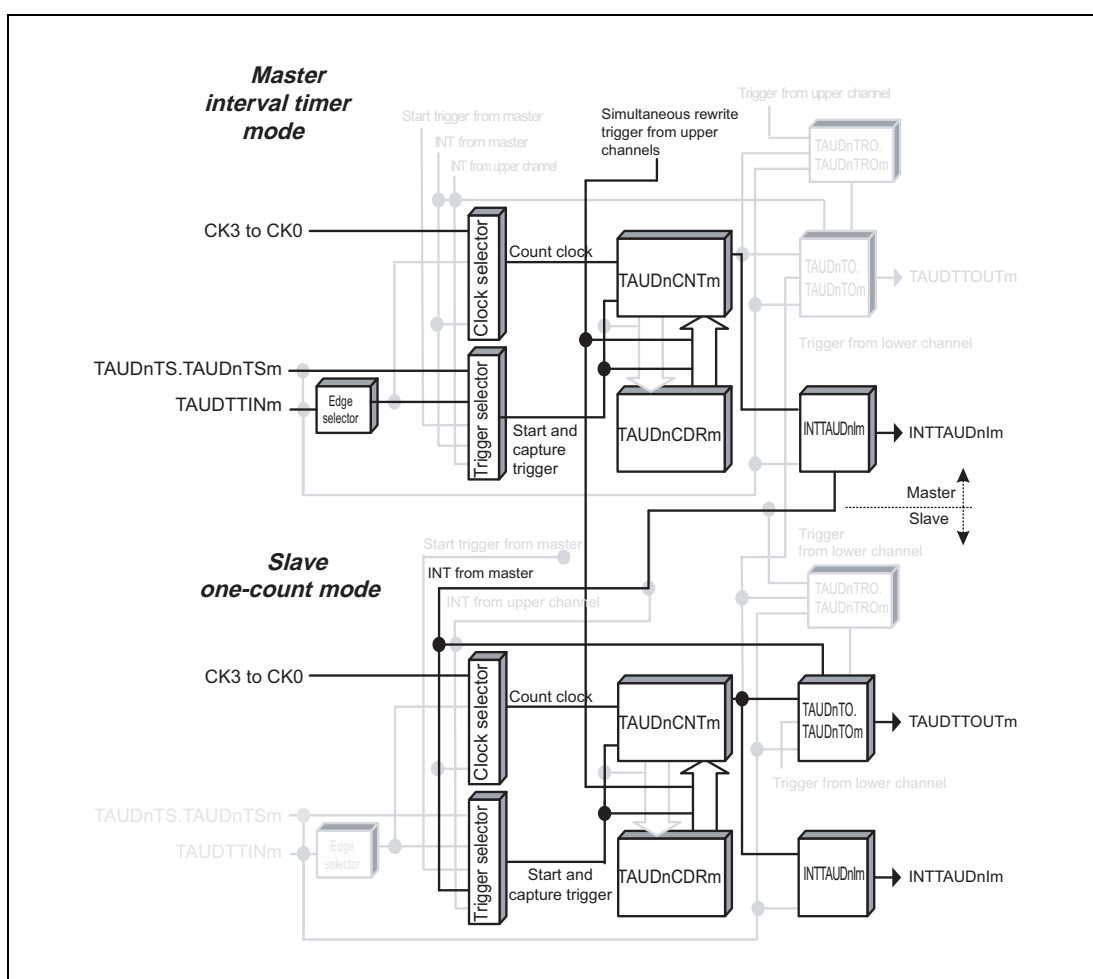 Master
interval timer
mode
Start trigger from master
INT from master
INT from upper channel
Simultaneous rewrite
trigger from upper
channels
Trigger from upper channel
TAUDnTRO.
TAUDnTROm
CK3 to CK0
Clock selector
Count clock
TAUDnCNTm
TAUDnTO.
TAUDnTOm
TAUDTTOUTm
Trigger from lower channel
TAUDnTS.TAUDnTSm
TAUDTTINm
Edge
selector
Trigger selector
Start and
capture
trigger
TAUDnCDRm
INTTAUDnIm
INTTAUDnIm
Master
Slave
Slave
one-count mode
Start trigger from master
INT from master
INT from upper channel
Trigger
from lower channel
TAUDnTRO.
TAUDnTROm
CK3 to CK0
Clock selector
Count clock
TAUDnCNTm
TAUDnTO.
TAUDnTOm
TAUDTTOUTm
Trigger from lower channel
TAUDnTS.TAUDnTSm
TAUDTTINm
Edge
selector
Trigger selector
Start and
capture trigger
TAUDnCDRm
INTTAUDnIm
INTTAUDnIm